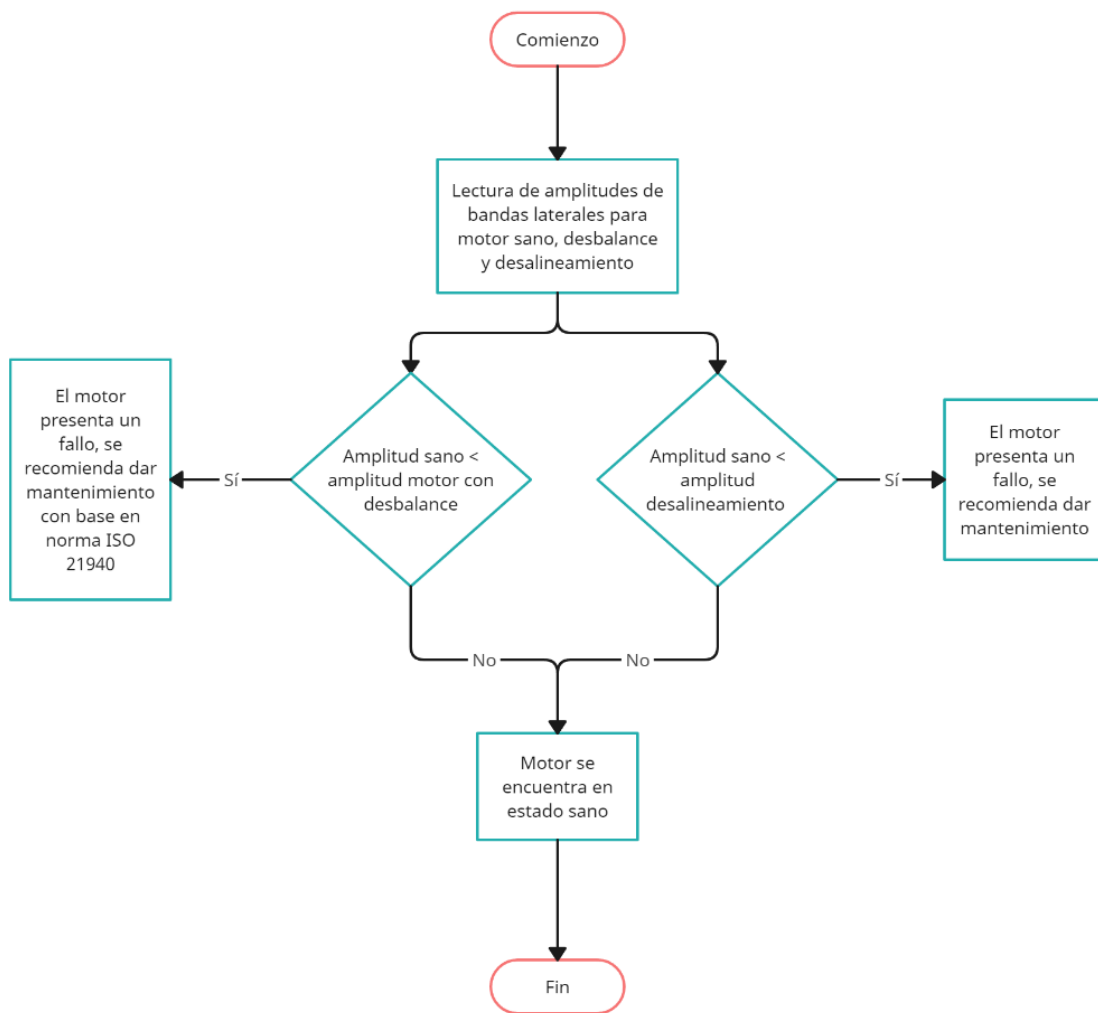 Comienzo
Lectura de amplitudes de
bandas laterales para
motor sano, desbalance
y desalineamiento
El motor
presenta un
fallo, se
recomienda dar
mantenimiento
con base en
norma ISO
21940
Sí
Amplitud sano <
amplitud motor con
desbalance
Amplitud sano <
amplitud
desalineamiento
Sí
El motor
presenta un
fallo, se
recomienda dar
mantenimiento
No
No
Motor se
encuentra en
estado sano
Fin